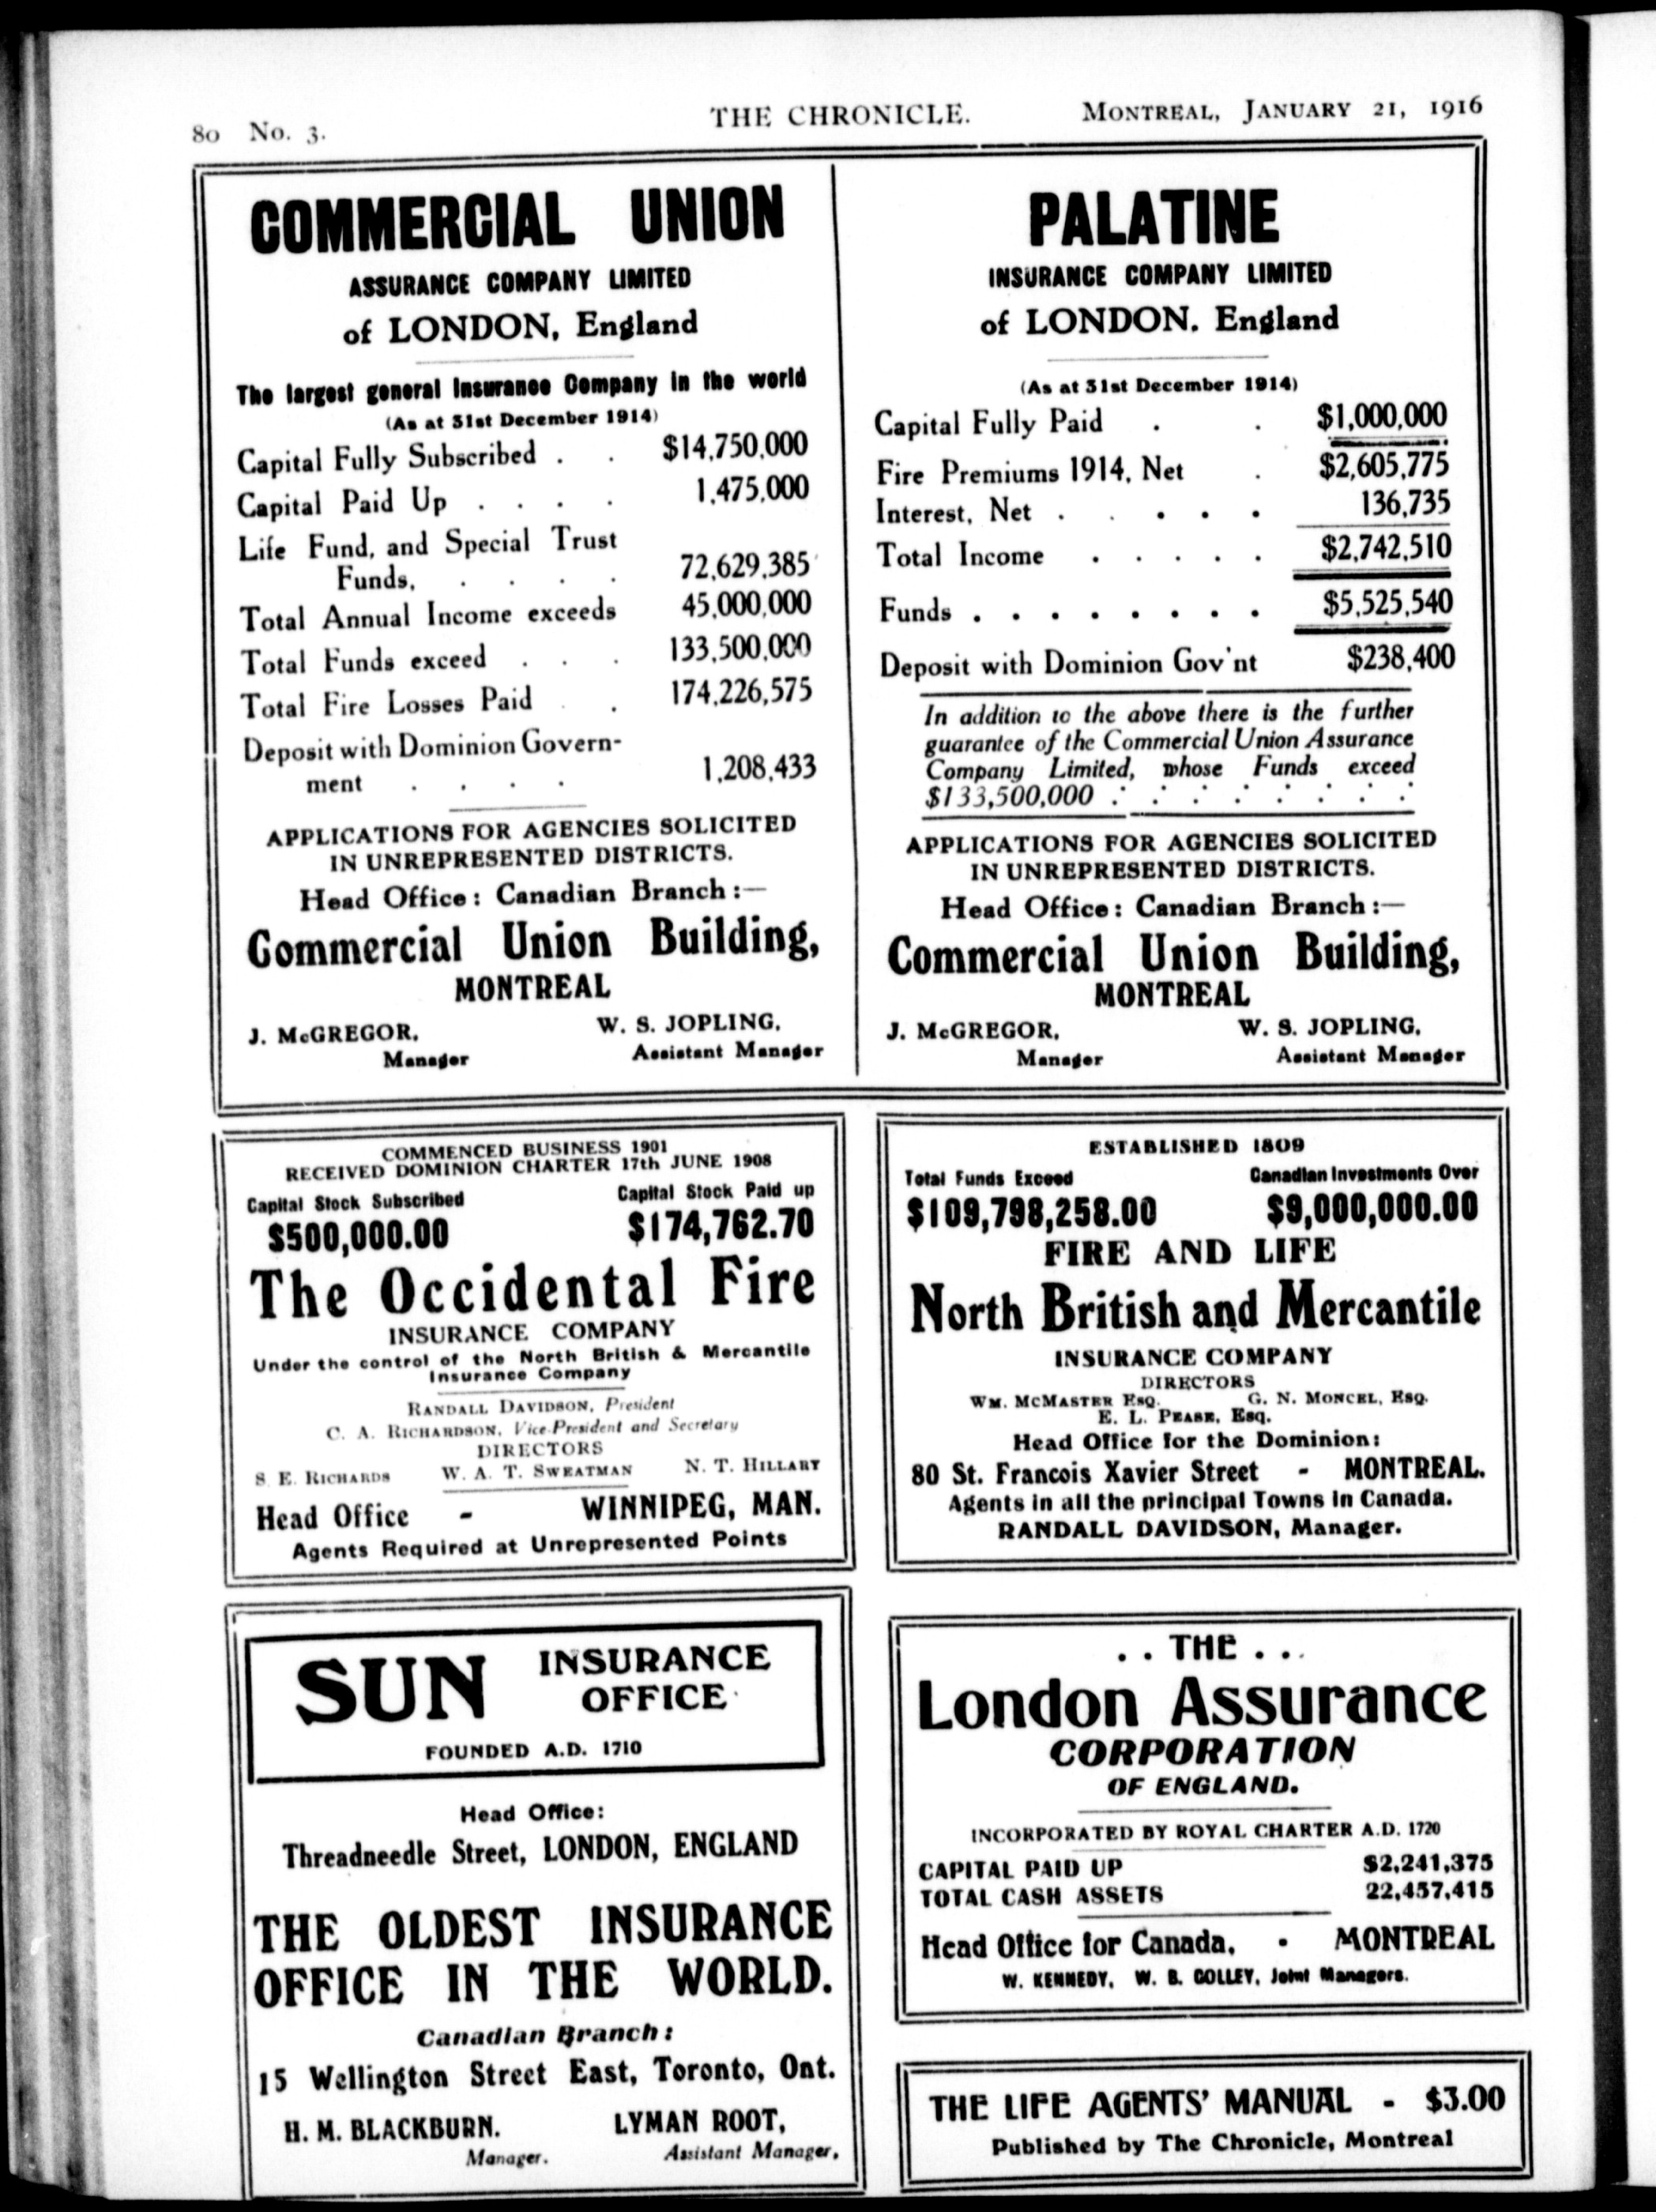 80 No. 3.
THE CHRONICLE.
MONTREAL, JANUARY 21, 1916
COMMERCIAL UNION
ASSURANCE COMPANY LIMITED
of LONDON, England
The largest general Insurance Company in the world
(As at 31st December 1914)
Capital Fully Subscribed . . $14,750,000
Capital Paid Up . . . . 1,475,000
Life Fund, and Special Trust
Funds, . . . . 72,629,385
Total Annual Income exceeds 45,000,000
Total Funds exceed . . . 133,500,000
Total Fire Losses Paid . . 174,226,575
Deposit with Dominion Govern-
ment . . . . 1,208,433
APPLICATIONS FOR AGENCIES SOLICITED
IN UNREPRESENTED DISTRICTS.
Head Office: Canadian Branch:—
Commercial Union Building,
MONTREAL
J. McGREGOR, W. S. JOPLING,
Manager Assistant Manager
PALATINE
INSURANCE COMPANY LIMITED
of LONDON. England
(As at 31st December 1914)
Capital Fully Paid . . $1,000,000
Fire Premiums 1914, Net . $2,605,775
Interest, Net . . . . . . 136,735
Total Income . . . . . $2,742,510
Funds . . . . . . . . $5,525,540
Deposit with Dominion Gov'nt $238,400
In addition to the above there is the further
guarantee of the Commercial Union Assurance
Company Limited, whose Funds exceed
$133,500,000 . . . . . . . .
APPLICATIONS FOR AGENCIES SOLICITED
IN UNREPRESENTED DISTRICTS.
Head Office: Canadian Branch:—
Commercial Union Building,
MONTREAL
J. McGREGOR, W. S. JOPLING,
Manager Assistant Manager
COMMENCED BUSINESS 1901
RECEIVED DOMINION CHARTER 17th JUNE 1908
Capital Stock Subscribed Capital Stock Paid up
$500,000.00 $174,762.70
The Occidental Fire
INSURANCE COMPANY
Under the control of the North British & Mercantile
Insurance Company
RANDALL DAVIDSON, President
C. A. RICHARDSON, Vice-President and Secretary
DIRECTORS
S. E. RICHARDS W. A. T. SWEATMAN N. T. HILLARY
Head Office - WINNIPEG, MAN.
Agents Required at Unrepresented Points
ESTABLISHED 1809
Total Funds Exceed Canadian Investments Over
$109,798,258.00 $9,000,000.00
FIRE AND LIFE
North British and Mercantile
INSURANCE COMPANY
DIRECTORS
WM. MCMASTER ESQ. G. N. MONCEL, ESQ.
E. L. PEASE, ESQ.
Head Office for the Dominion:
80 St. Francois Xavier Street - MONTREAL.
Agents in all the principal Towns in Canada.
RANDALL DAVIDSON, Manager.
SUN INSURANCE
OFFICE
FOUNDED A.D. 1710
Head Office:
Threadneedle Street, LONDON, ENGLAND
THE OLDEST INSURANCE
OFFICE IN THE WORLD.
Canadian Branch:
15 Wellington Street East, Toronto, Ont.
H. M. BLACKBURN. LYMAN ROOT,
Manager. Assistant Manager,
. . THE . . .
London Assurance
CORPORATION
OF ENGLAND.
INCORPORATED BY ROYAL CHARTER A.D. 1720
CAPITAL PAID UP $2,241,375
TOTAL CASH ASSETS 22,457,415
Head Office for Canada, - MONTREAL
W. KENNEDY, W. B. COLLEY, Joint Managers.
THE LIFE AGENTS' MANUAL - $3.00
Published by The Chronicle, Montreal